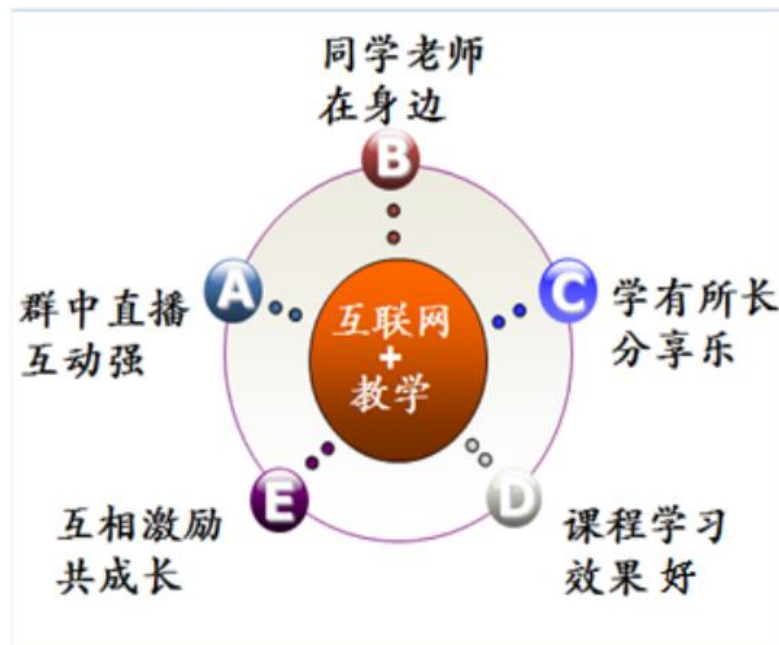 同学老师
在身边
B
A
群中直播
互动强
互联网
+
教学
C
学有所长
分享乐
E
互相激励
共成长
D
课程学习
效果好